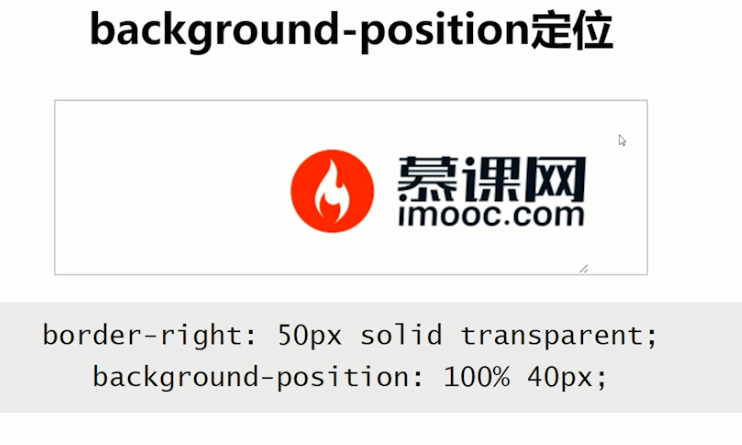 background-position定位
慕课网
imooc.com
border-right: 50px solid transparent;
background-position: 100% 40px;